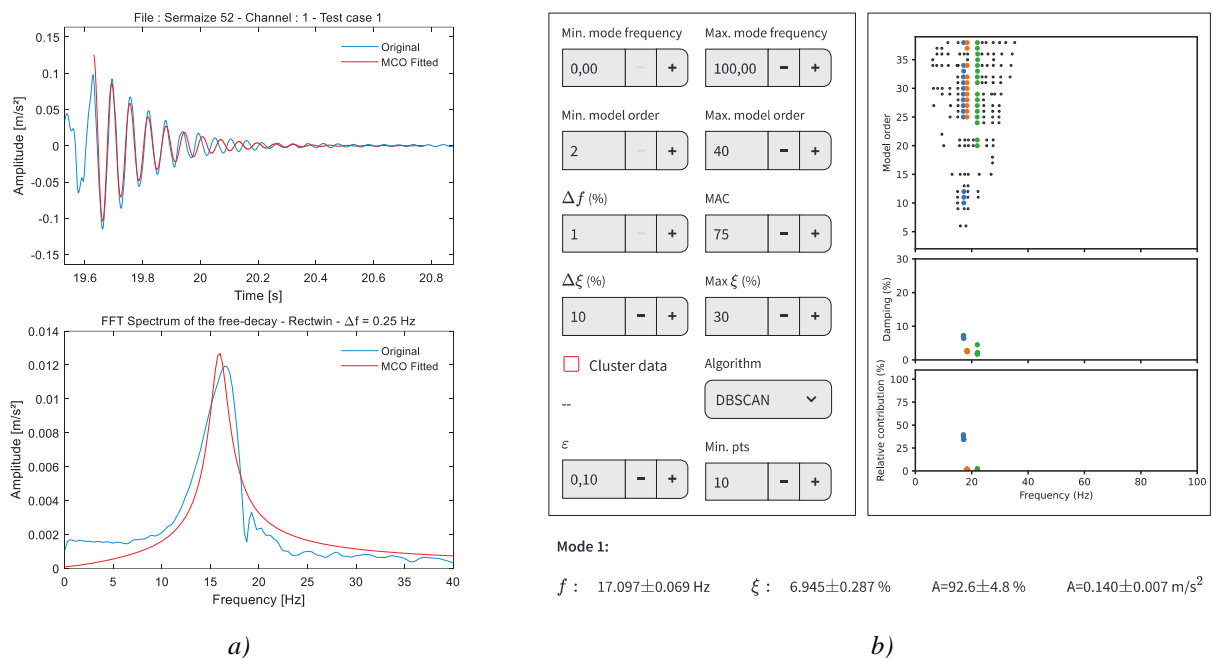 File : Sermaize 52 - Channel : 1 - Test case 1
0.15
0.1
0.05
0
-0.05
-0.1
-0.15
Amplitude [m/s²]
Original
MCO Fitted
19.6 19.8 20 20.2 20.4 20.6 20.8
Time [s]
FFT Spectrum of the free-decay - Rectwin - Δf = 0.25 Hz
0.014
0.012
0.01
0.008
0.006
0.004
0.002
0
Amplitude [m/s²]
Original
MCO Fitted
0 5 10 15 20 25 30 35 40
Frequency [Hz]
a)
Min. mode frequency Max. mode frequency
0,00 − + 100,00 − +
Min. model order Max. model order
2 − + 40 − +
Δf (%) MAC
1 − + 75 − +
Δξ (%) Max ξ (%)
10 − + 30 − +
Cluster data Algorithm
-- DBSCAN
ε Min. pts
0,10 − + 10 − +
35
30
25
20
15
10
5
Model order
30
20
10
0
Damping (%)
100
75
50
25
0
Relative contribution (%)
0 20 40 60 80 100
Frequency (Hz)
Mode 1:
f : 17.097±0.069 Hz ξ : 6.945±0.287 % A=92.6±4.8 % A=0.140±0.007 m/s²
b)